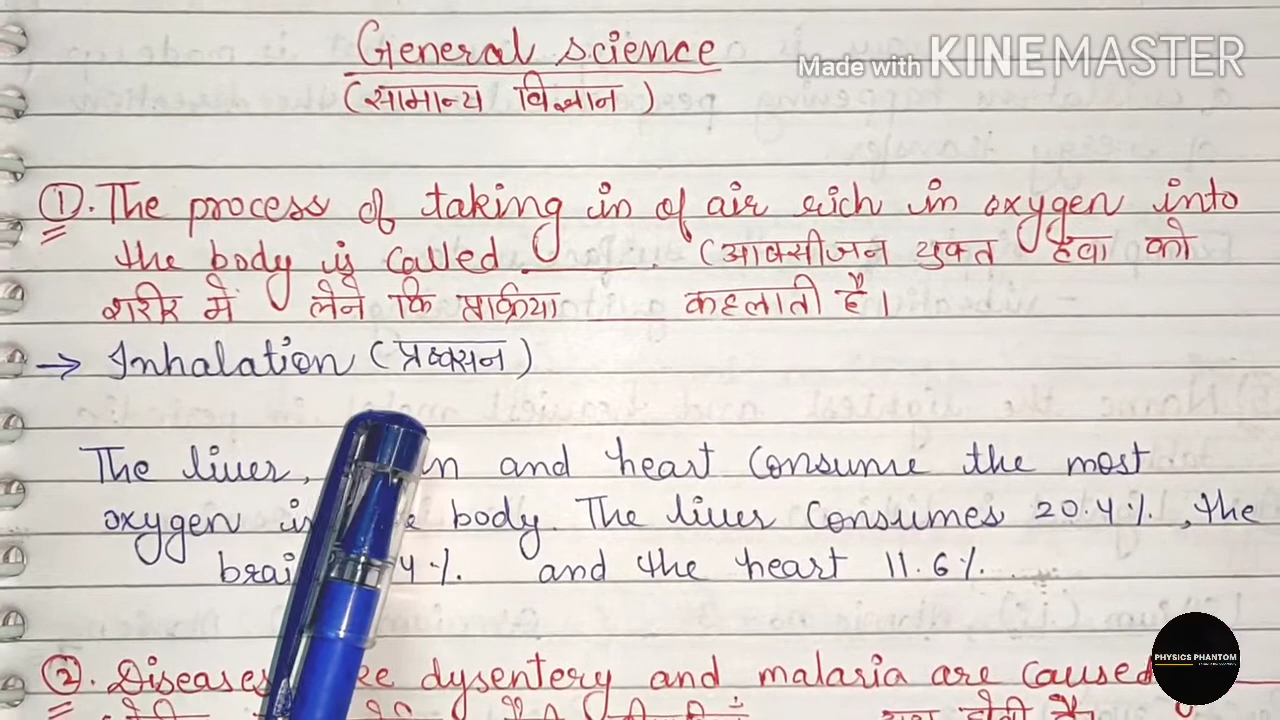 General science
Made with KINEMASTER
(सामान्य विज्ञान)
①. The process of taking in of air rich in oxygen into
the body is called ______. (आक्सीजन युक्त हवा को
शरीर में लेने कि प्राक्रिया ____ कहलाती है।
→ Inhalation (प्रश्वसन)
The liver, and heart consume the most
oxygen body. The liver consumes 20.4%, the
4%. and the heart 11.6%.
PHYSICS PHANTOM
②. Diseases dysentery and malaria are caused